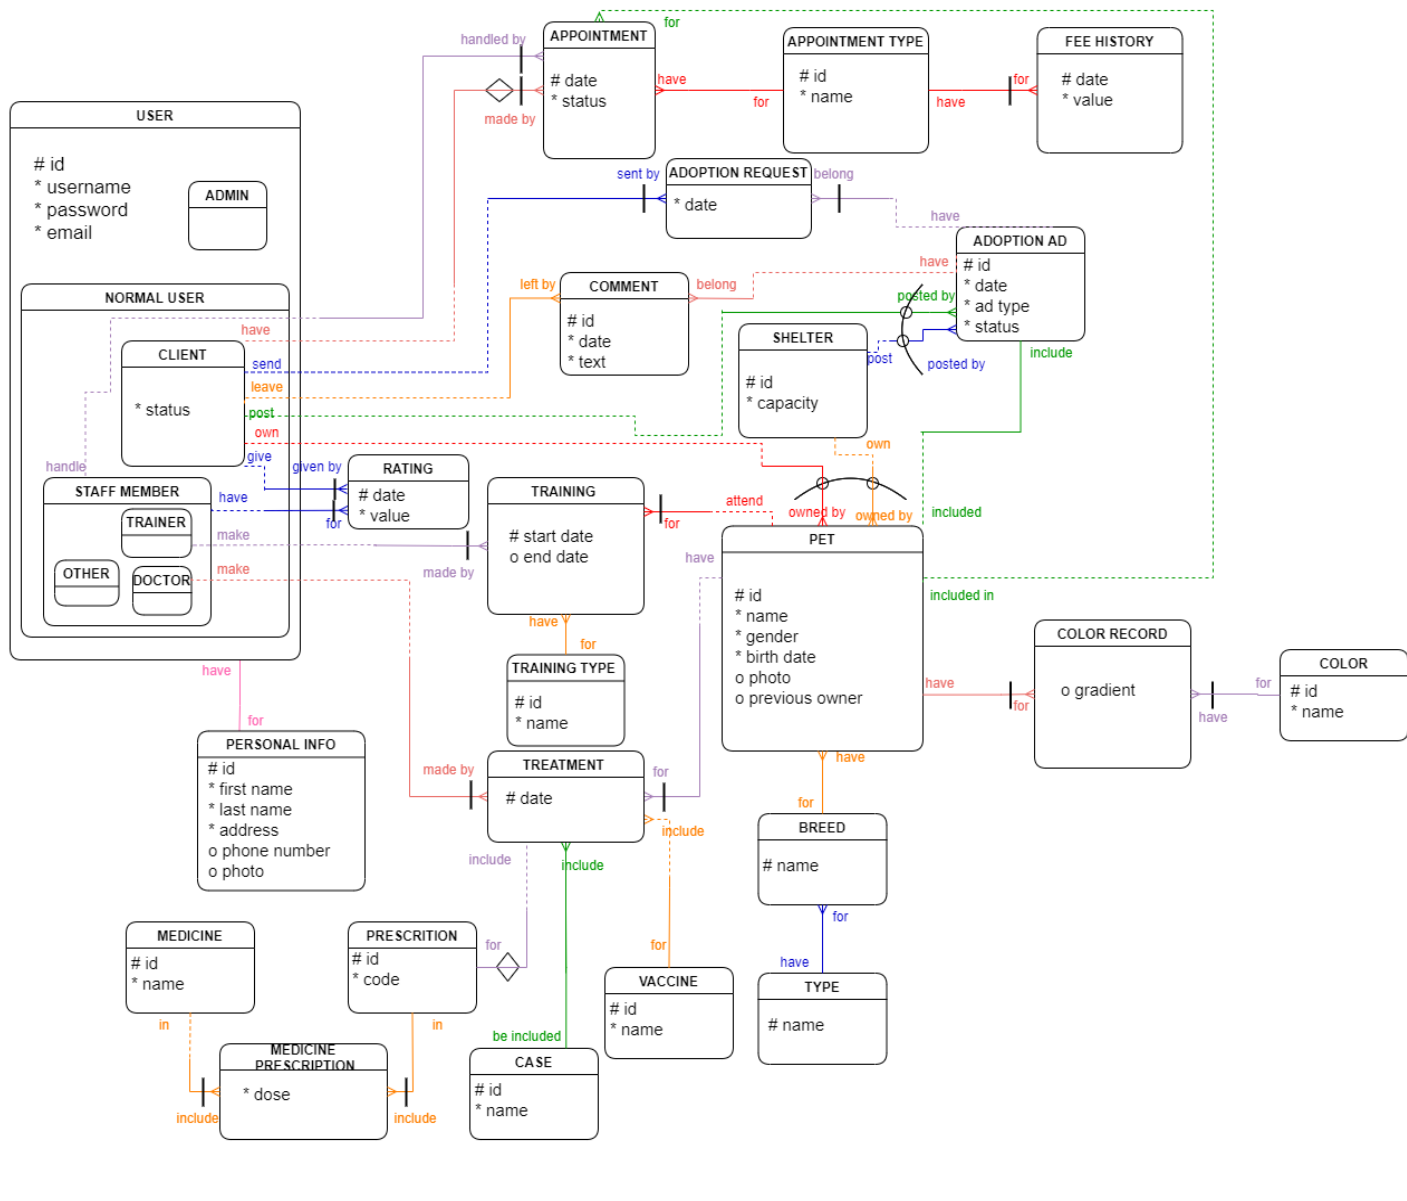 for
handled by
APPOINTMENT
# date
* status
have
for
made by
APPOINTMENT TYPE
# id
* name
have
for
FEE HISTORY
# date
* value
USER
# id
* username
* password
* email
ADMIN
sent by
ADOPTION REQUEST
* date
belong
have
ADOPTION AD
# id
* date
* ad type
* status
have
posted by
posted by
include
left by
COMMENT
# id
* date
* text
belong
NORMAL USER
have
CLIENT
* status
send
leave
post
own
give
SHELTER
# id
* capacity
post
own
handle
given by
RATING
# date
* value
have
for
STAFF MEMBER
TRAINER
OTHER
DOCTOR
make
make
made by
TRAINING
# start date
o end date
for
attend
owned by
owned by
included
have
PET
# id
* name
* gender
* birth date
o photo
o previous owner
included in
have
for
COLOR RECORD
o gradient
have
for
COLOR
# id
* name
have
for
TRAINING TYPE
# id
* name
have
for
PERSONAL INFO
# id
* first name
* last name
* address
o phone number
o photo
made by
TREATMENT
# date
for
include
include
include
have
for
BREED
# name
for
have
TYPE
# name
MEDICINE
# id
* name
in
PRESCRITION
# id
* code
for
in
MEDICINE
PRESCRIPTION
* dose
include
include
be included
CASE
# id
* name
for
VACCINE
# id
* name